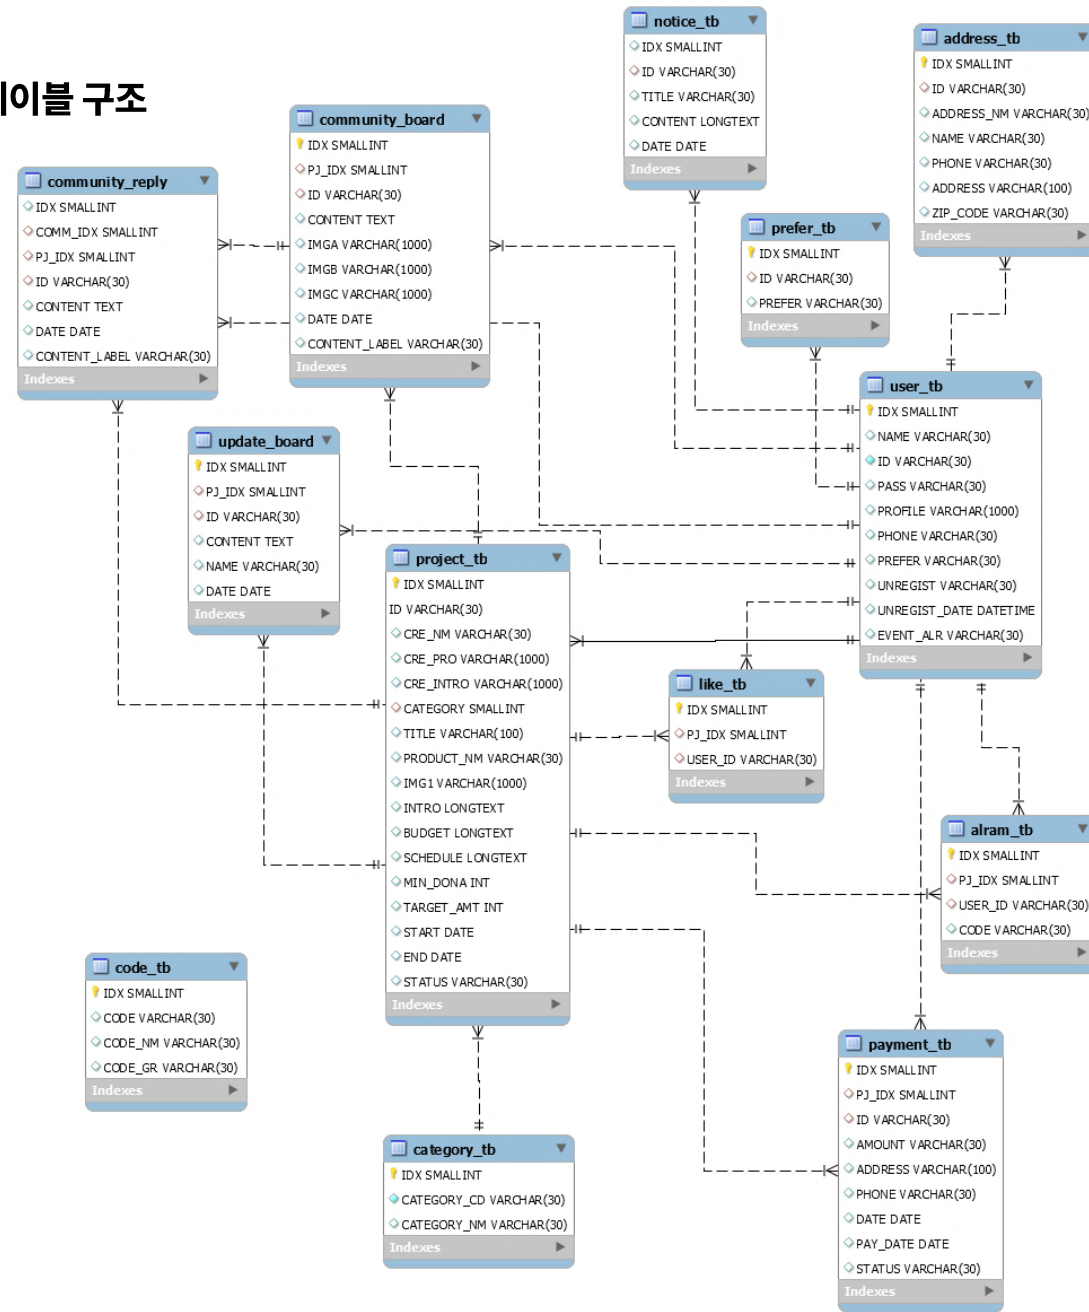 이블 구조
notice_tb
IDX SMALLINT
ID VARCHAR(30)
TITLE VARCHAR(30)
CONTENT LONGTEXT
DATE DATE
Indexes
address_tb
IDX SMALLINT
ID VARCHAR(30)
ADDRESS_NM VARCHAR(30)
NAME VARCHAR(30)
PHONE VARCHAR(30)
ADDRESS VARCHAR(100)
ZIP_CODE VARCHAR(30)
Indexes
community_board
IDX SMALLINT
PJ_IDX SMALLINT
ID VARCHAR(30)
CONTENT TEXT
IMGA VARCHAR(1000)
IMGB VARCHAR(1000)
IMGC VARCHAR(1000)
DATE DATE
CONTENT_LABEL VARCHAR(30)
Indexes
community_reply
IDX SMALLINT
COMM_IDX SMALLINT
PJ_IDX SMALLINT
ID VARCHAR(30)
CONTENT TEXT
DATE DATE
CONTENT_LABEL VARCHAR(30)
Indexes
prefer_tb
IDX SMALLINT
ID VARCHAR(30)
PREFER VARCHAR(30)
Indexes
user_tb
IDX SMALLINT
NAME VARCHAR(30)
ID VARCHAR(30)
PASS VARCHAR(30)
PROFILE VARCHAR(1000)
PHONE VARCHAR(30)
PREFER VARCHAR(30)
UNREGIST VARCHAR(30)
UNREGIST_DATE DATETIME
EVENT_ALR VARCHAR(30)
Indexes
update_board
IDX SMALLINT
PJ_IDX SMALLINT
ID VARCHAR(30)
CONTENT TEXT
NAME VARCHAR(30)
DATE DATE
Indexes
project_tb
IDX SMALLINT
ID VARCHAR(30)
CRE_NM VARCHAR(30)
CRE_PRO VARCHAR(1000)
CRE_INTRO VARCHAR(1000)
CATEGORY SMALLINT
TITLE VARCHAR(100)
PRODUCT_NM VARCHAR(30)
IMG1 VARCHAR(1000)
INTRO LONGTEXT
BUDGET LONGTEXT
SCHEDULE LONGTEXT
MIN_DONA INT
TARGET_AMT INT
START DATE
END DATE
STATUS VARCHAR(30)
Indexes
like_tb
IDX SMALLINT
PJ_IDX SMALLINT
USER_ID VARCHAR(30)
Indexes
alram_tb
IDX SMALLINT
PJ_IDX SMALLINT
USER_ID VARCHAR(30)
CODE VARCHAR(30)
Indexes
code_tb
IDX SMALLINT
CODE VARCHAR(30)
CODE_NM VARCHAR(30)
CODE_GR VARCHAR(30)
Indexes
payment_tb
IDX SMALLINT
PJ_IDX SMALLINT
ID VARCHAR(30)
AMOUNT VARCHAR(30)
ADDRESS VARCHAR(100)
PHONE VARCHAR(30)
DATE DATE
PAY_DATE DATE
STATUS VARCHAR(30)
Indexes
category_tb
IDX SMALLINT
CATEGORY_CD VARCHAR(30)
CATEGORY_NM VARCHAR(30)
Indexes